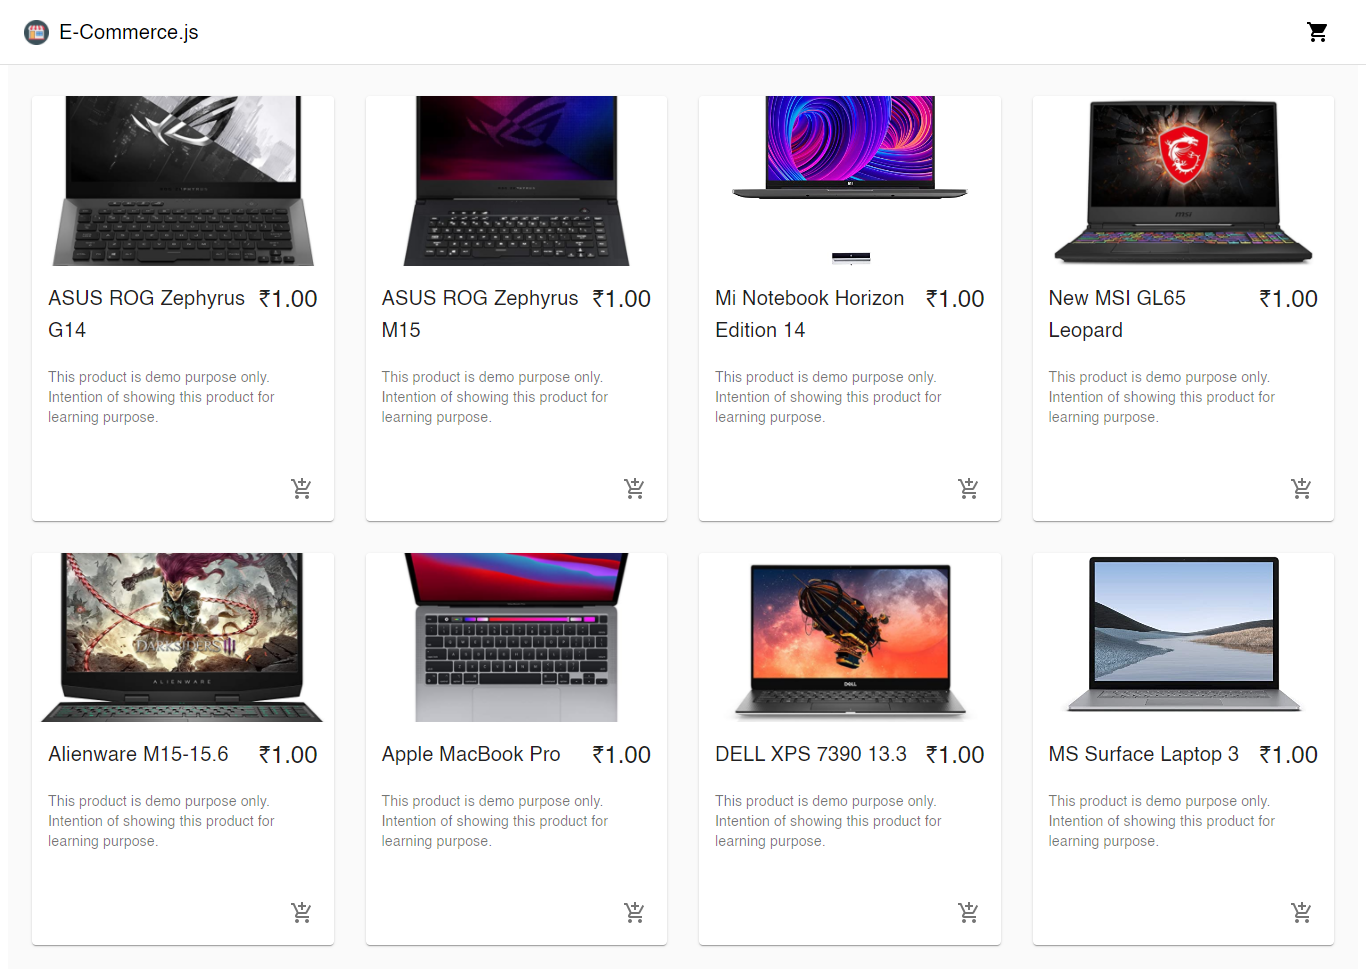 E-Commerce.js
ASUS ROG Zephyrus G14 ₹1.00
This product is demo purpose only.
Intention of showing this product for
learning purpose.
ASUS ROG Zephyrus M15 ₹1.00
This product is demo purpose only.
Intention of showing this product for
learning purpose.
MI
Mi Notebook Horizon Edition 14 ₹1.00
This product is demo purpose only.
Intention of showing this product for
learning purpose.
msi
New MSI GL65 Leopard ₹1.00
This product is demo purpose only.
Intention of showing this product for
learning purpose.
DARKSIDERS III
ALIENWARE
Alienware M15-15.6 ₹1.00
This product is demo purpose only.
Intention of showing this product for
learning purpose.
Apple MacBook Pro ₹1.00
This product is demo purpose only.
Intention of showing this product for
learning purpose.
DELL
DELL XPS 7390 13.3 ₹1.00
This product is demo purpose only.
Intention of showing this product for
learning purpose.
MS Surface Laptop 3 ₹1.00
This product is demo purpose only.
Intention of showing this product for
learning purpose.